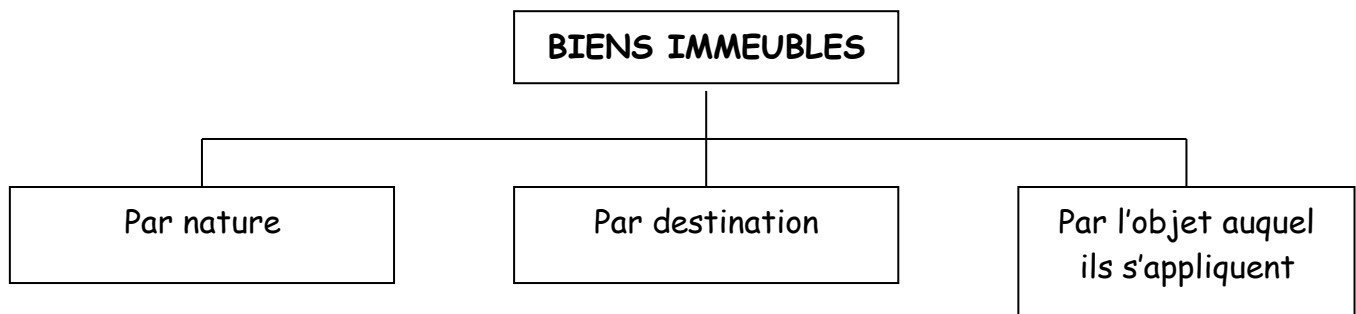 BIENS IMMEUBLES
Par nature
Par destination
Par l'objet auquel
ils s'appliquent